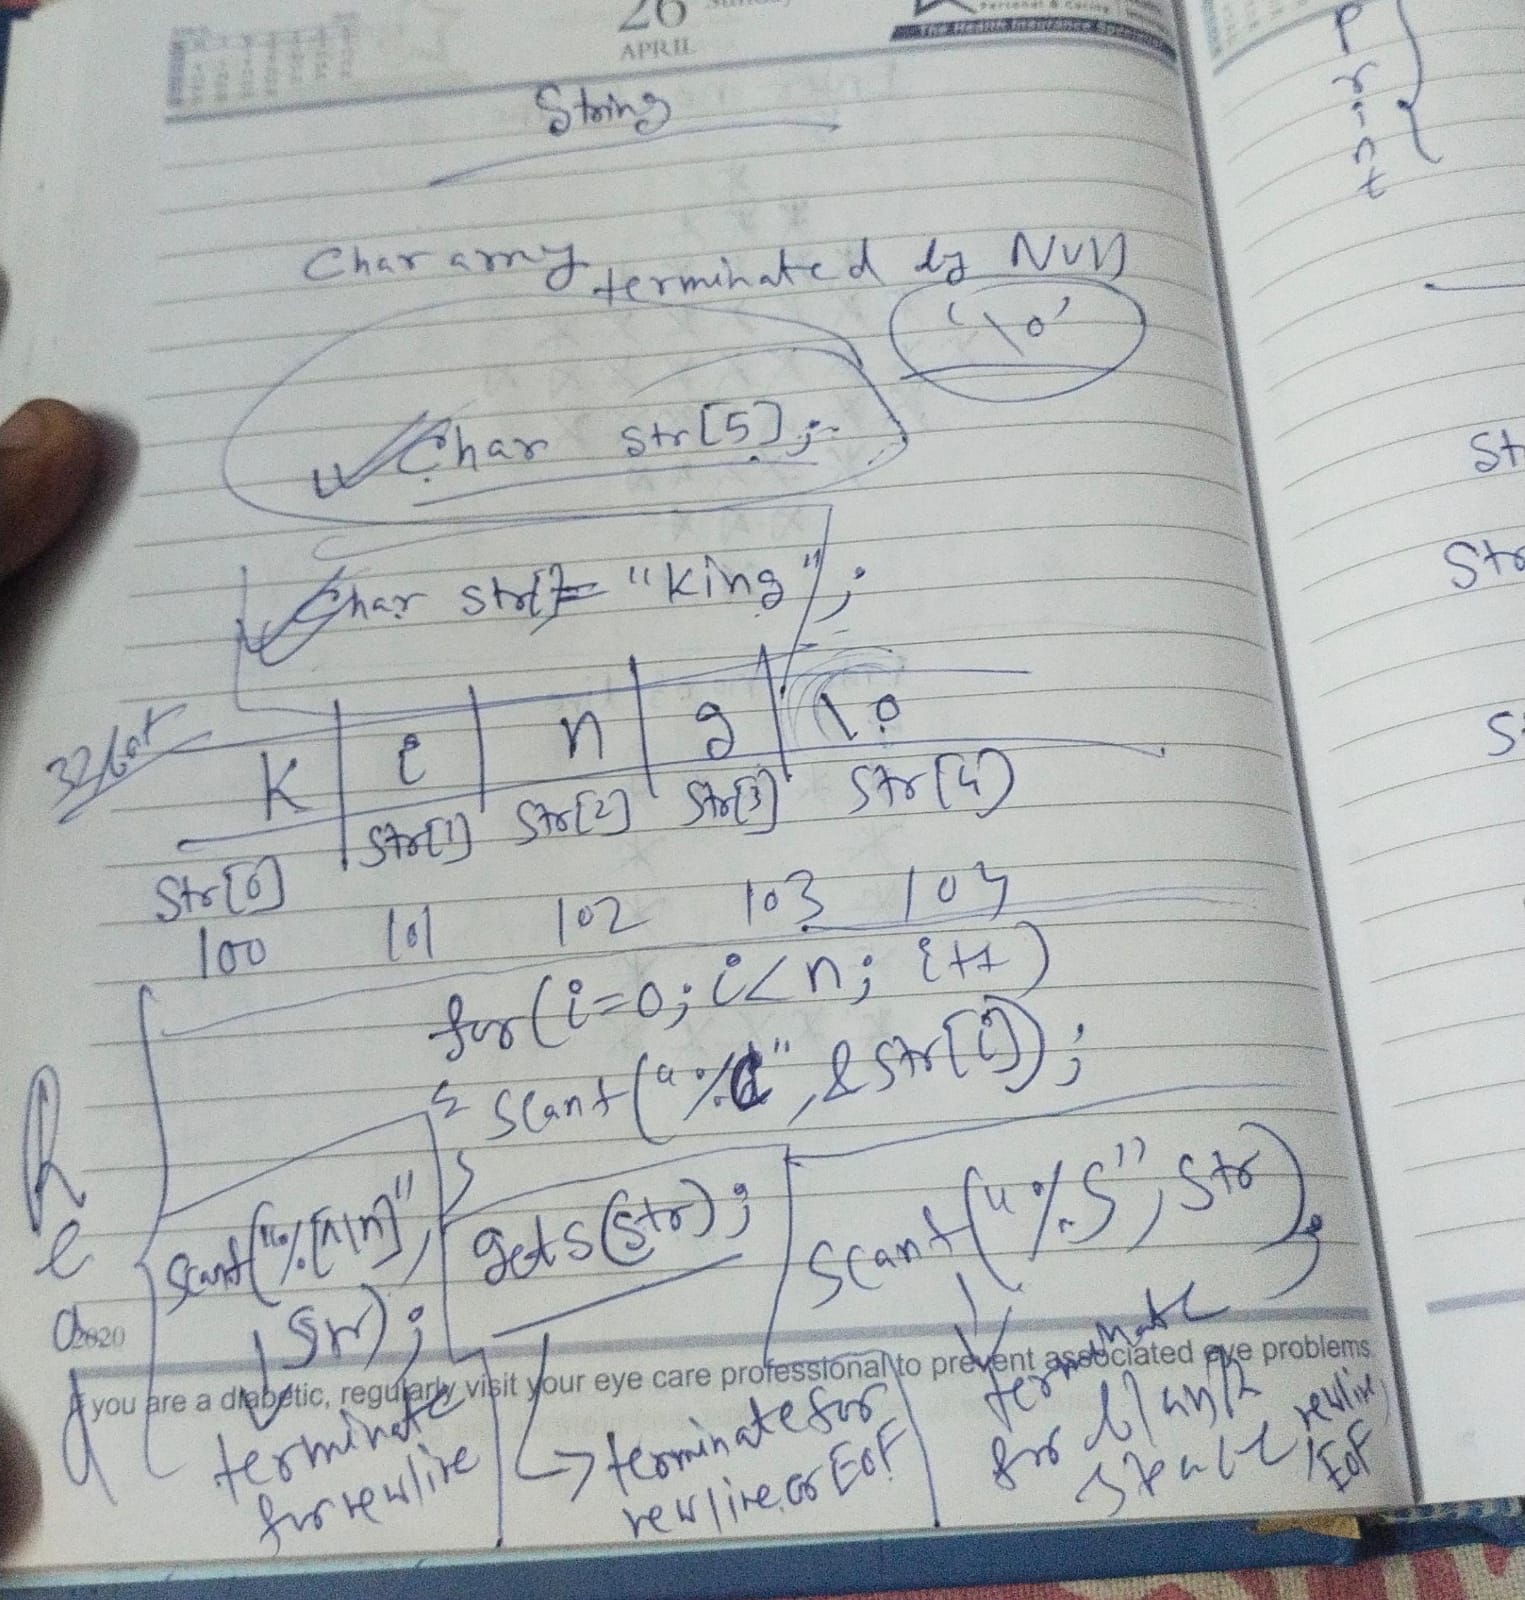 26
APRIL
The Health Insurance Specialist
String
Char array terminated by Null
'\0'
Char str[5];
Char str[]= "King";
32 bit
K i n g \0
Str[0] Str[1] Str[2] Str[3] Str[4]
100 101 102 103 104
for(i=0; i<n; i++)
{ scanf("%c", &str[i]);
}
Read
scanf("%[^\n]", str);
gets(str);
scanf("%s", str);
2020
If you are a diabetic, regularly visit your eye care professional to prevent associated eye problems
terminate for newline
terminate for newline or EOF
terminate for blank space newline/EOF
Print
St
Str
S